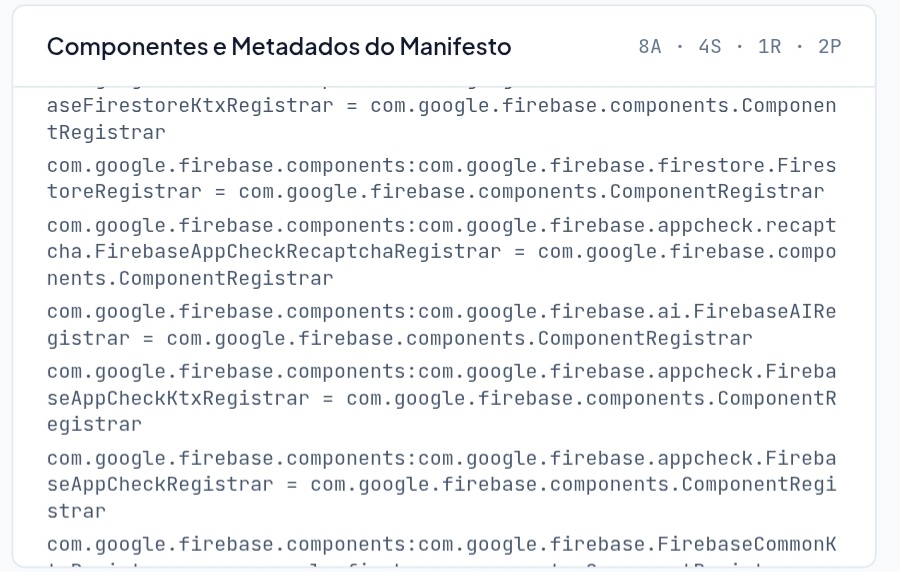 Componentes e Metadados do Manifesto
8A · 4S · 1R · 2P
aseFirestoreKtxRegistrar = com.google.firebase.components.Componen
tRegistrar
com.google.firebase.components:com.google.firebase.firestore.Fires
toreRegistrar = com.google.firebase.components.ComponentRegistrar
com.google.firebase.components:com.google.firebase.appcheck.recapt
cha.FirebaseAppCheckRecaptchaRegistrar = com.google.firebase.compo
nents.ComponentRegistrar
com.google.firebase.components:com.google.firebase.ai.FirebaseAIRe
gistrar = com.google.firebase.components.ComponentRegistrar
com.google.firebase.components:com.google.firebase.appcheck.Fireba
seAppCheckKtxRegistrar = com.google.firebase.components.ComponentR
egistrar
com.google.firebase.components:com.google.firebase.appcheck.Fireba
seAppCheckRegistrar = com.google.firebase.components.ComponentRegi
strar
com.google.firebase.components:com.google.firebase.FirebaseCommonK